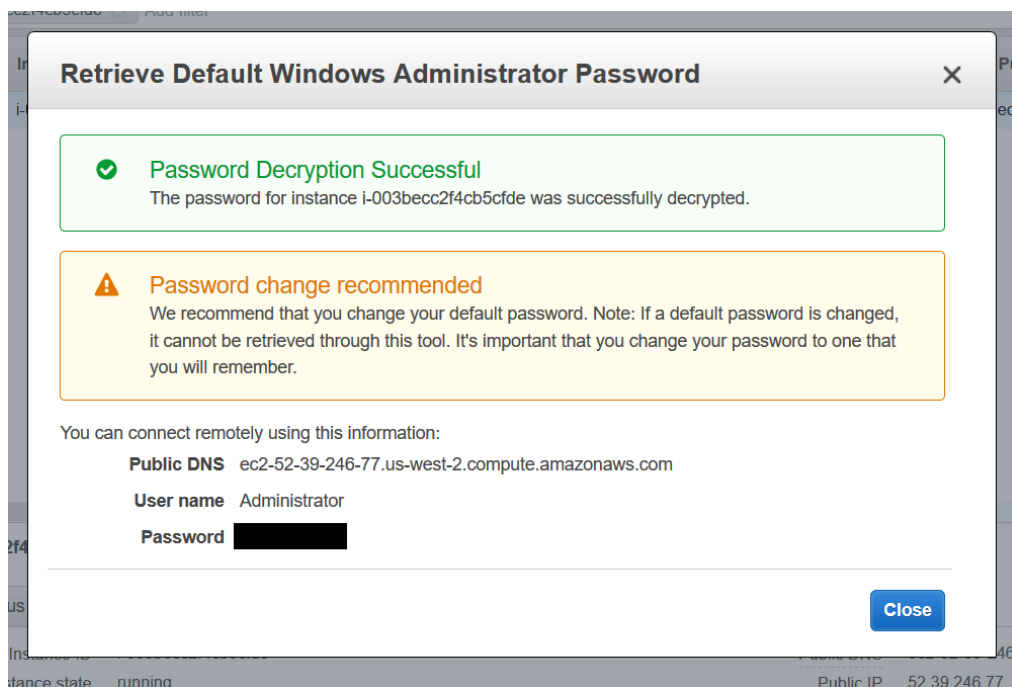 Add filter
Retrieve Default Windows Administrator Password
Password Decryption Successful
The password for instance i-003becc2f4cb5cfde was successfully decrypted.
Password change recommended
We recommend that you change your default password. Note: If a default password is changed,
it cannot be retrieved through this tool. It's important that you change your password to one that
you will remember.
You can connect remotely using this information:
Public DNS ec2-52-39-246-77.us-west-2.compute.amazonaws.com
User name Administrator
Password
Close
running
Public IP 52.39.246.77